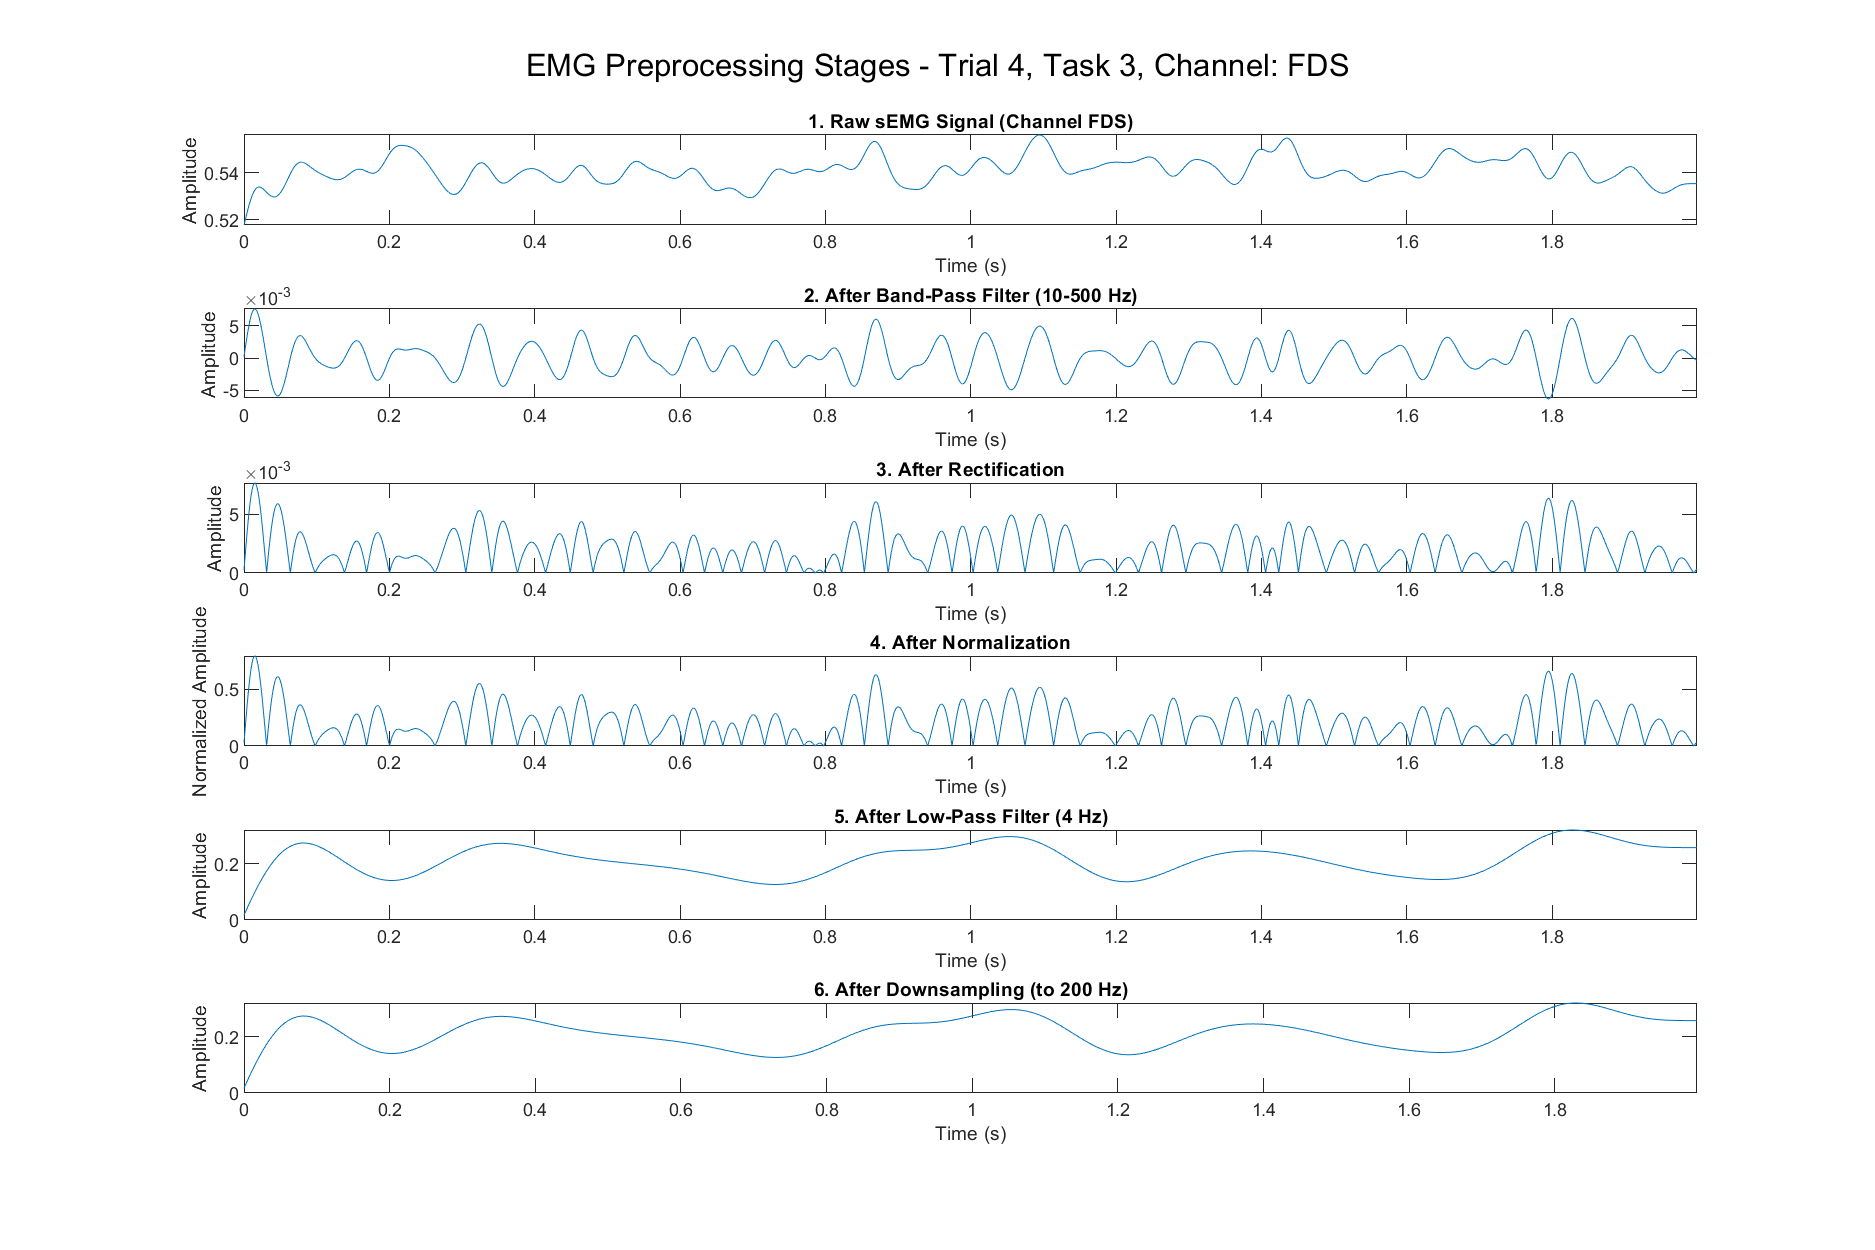 EMG Preprocessing Stages - Trial 4, Task 3, Channel: FDS
1. Raw sEMG Signal (Channel FDS)
Amplitude
0.54
0.52
0 0.2 0.4 0.6 0.8 1 1.2 1.4 1.6 1.8
Time (s)
2. After Band-Pass Filter (10-500 Hz)
×10-3
Amplitude
5
0
-5
0 0.2 0.4 0.6 0.8 1 1.2 1.4 1.6 1.8
Time (s)
3. After Rectification
×10-3
Amplitude
5
0
0 0.2 0.4 0.6 0.8 1 1.2 1.4 1.6 1.8
Time (s)
4. After Normalization
Normalized Amplitude
0.5
0
0 0.2 0.4 0.6 0.8 1 1.2 1.4 1.6 1.8
Time (s)
5. After Low-Pass Filter (4 Hz)
Amplitude
0.2
0
0 0.2 0.4 0.6 0.8 1 1.2 1.4 1.6 1.8
Time (s)
6. After Downsampling (to 200 Hz)
Amplitude
0.2
0
0 0.2 0.4 0.6 0.8 1 1.2 1.4 1.6 1.8
Time (s)